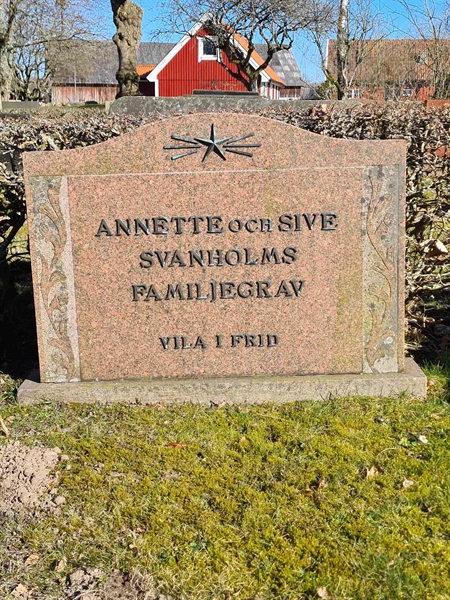 ANNETTE OCH SIVE
SVANHOLMS
FAMILJEGRAV
VILA I FRID